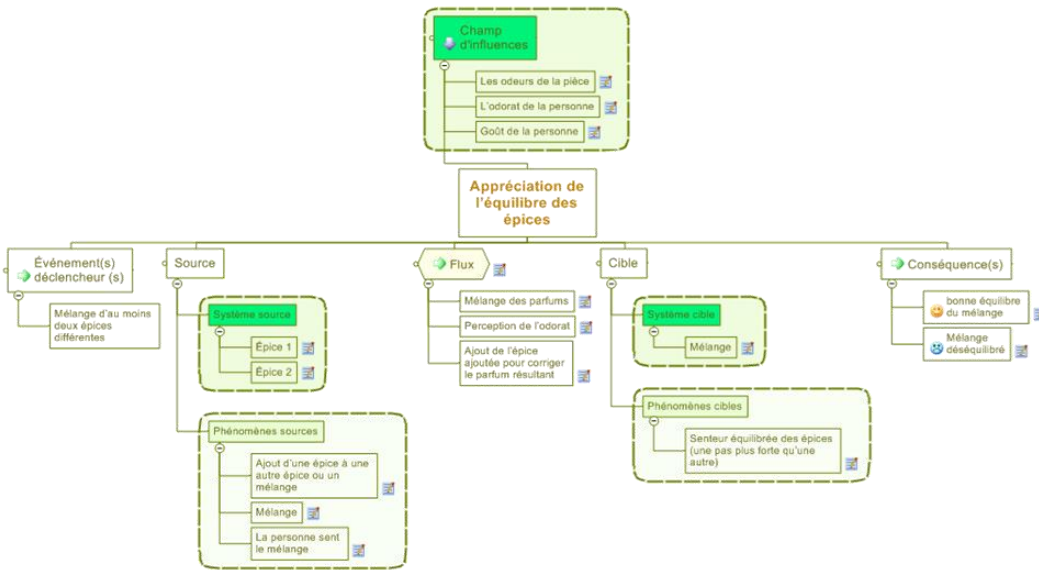 Champ
d'influences
Les odeurs de la pièce
L'odorat de la personne
Goût de la personne
Appréciation de
l'équilibre des
épices
Événement(s)
déclencheur (s)
Mélange d'au moins
deux épices
différentes
Source
Système source
Épice 1
Épice 2
Phénomènes sources
Ajout d'une épice à une
autre épice ou un
mélange
Mélange
La personne sent
le mélange
Flux
Mélange des parfums
Perception de l'odorat
Ajout de l'épice
ajoutée pour corriger
le parfum résultant
Cible
Système cible
Mélange
Phénomènes cibles
Senteur équilibrée des épices
(une pas plus forte qu'une
autre)
Conséquence(s)
bonne équilibre
du mélange
Mélange
déséquilibré